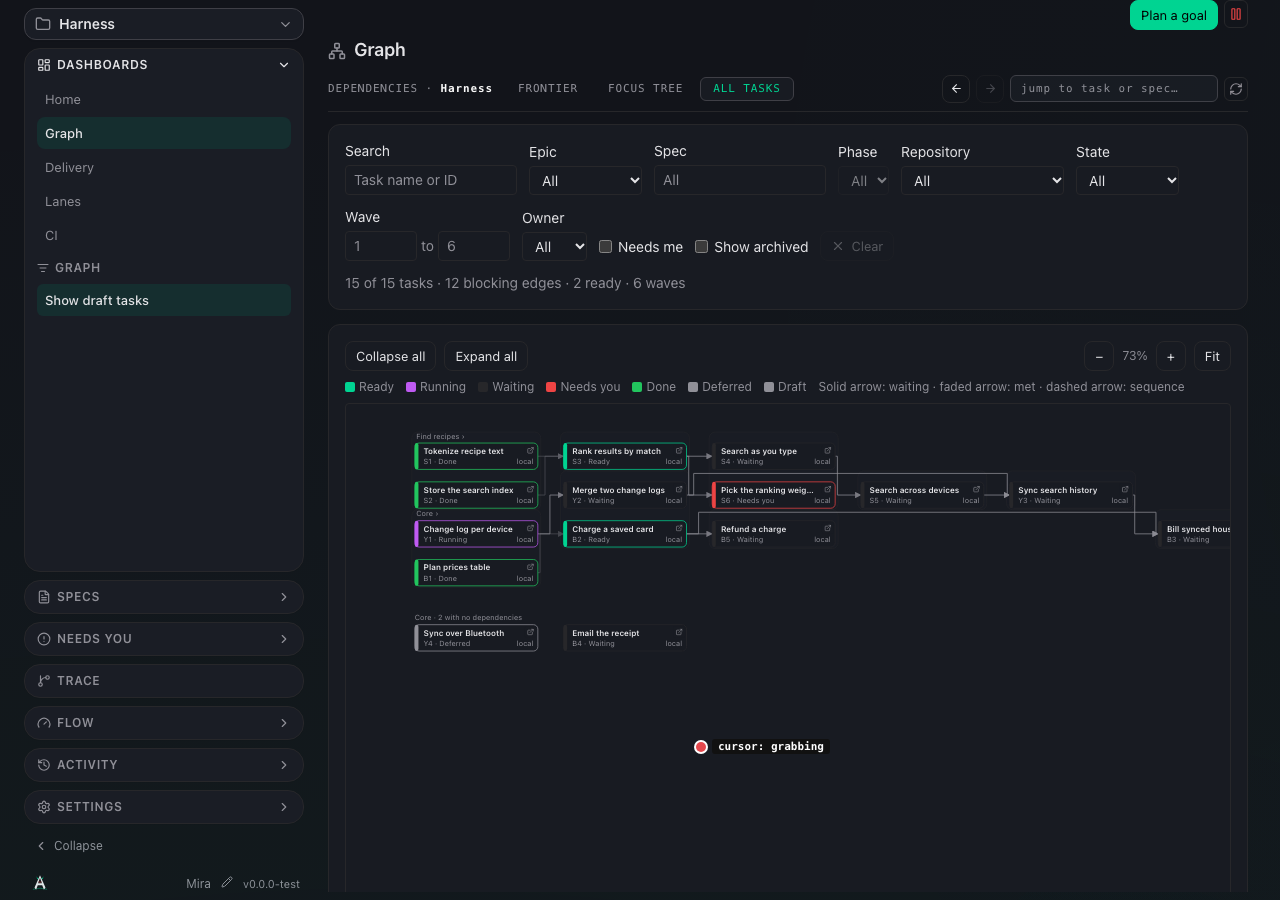 Harness
DASHBOARDS
Home
Graph
Delivery
Lanes
CI
GRAPH
Show draft tasks
SPECS
NEEDS YOU
TRACE
FLOW
ACTIVITY
SETTINGS
Collapse
Mira v0.0.0-test
Plan a goal
Graph
DEPENDENCIES · Harness FRONTIER FOCUS TREE ALL TASKS jump to task or spec…
Search Epic Spec Phase Repository State
Task name or ID All All All All All
Wave Owner
1 to 6 All Needs me Show archived Clear
15 of 15 tasks · 12 blocking edges · 2 ready · 6 waves
Collapse all Expand all − 73% + Fit
Ready Running Waiting Needs you Done Deferred Draft Solid arrow: waiting · faded arrow: met · dashed arrow: sequence
Find recipes ›
Tokenize recipe text Rank results by match Search as you type
S1 · Done local S3 · Ready local S4 · Waiting local
Store the search index Merge two change logs Pick the ranking weig… Search across devices Sync search history
S2 · Done local Y2 · Waiting local S6 · Needs you local S5 · Waiting local Y3 · Waiting local
Core ›
Change log per device Charge a saved card Refund a charge Bill synced hous
Y1 · Running local B2 · Ready local B5 · Waiting local B3 · Waiting
Plan prices table
B1 · Done local
Core · 2 with no dependencies
Sync over Bluetooth Email the receipt
Y4 · Deferred local B4 · Waiting local
cursor: grabbing